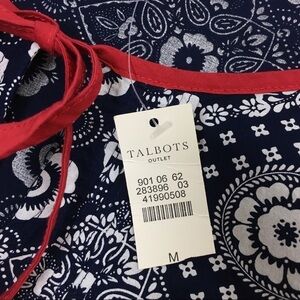 TALBOTS
OUTLET
901 06 62
283896 03
41990508
M